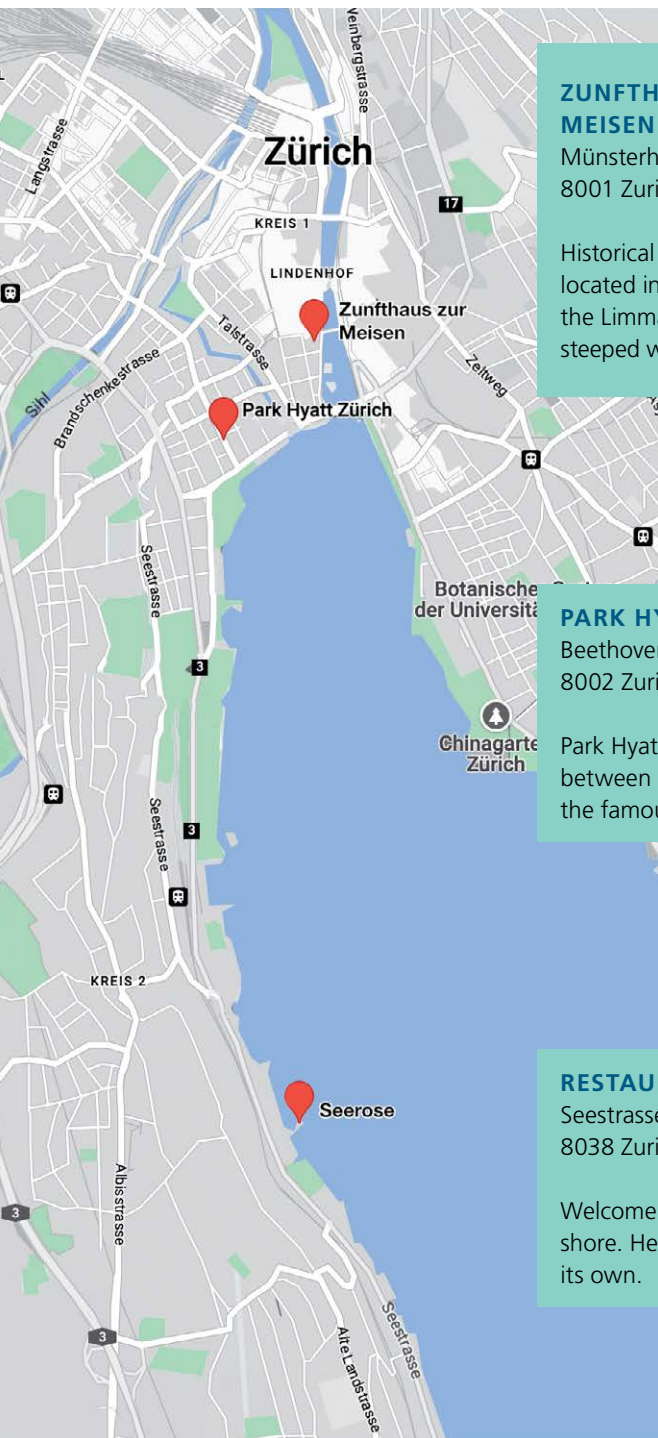 Weinbergstrasse
Langstrasse
Zürich
KREIS 1
17
LINDENHOF
Zunfthaus zur
Meisen
Talstrasse
Zeltweg
Brandschenkestrasse
Sihl
Park Hyatt Zürich
Seestrasse
Botanische
der Universitä
3
Chinagarte
Zürich
3
Seestrasse
KREIS 2
Seerose
Albisstrasse
3
3
Seestrasse
Alte Landstrasse
ZUNFTH
MEISEN
Münsterh
8001 Zuri
Historical
located in
the Limma
steeped w
PARK HY
Beethoven
8002 Zuri
Park Hyat
between
the famou
RESTAU
Seestrasse
8038 Zuri
Welcome
shore. He
its own.